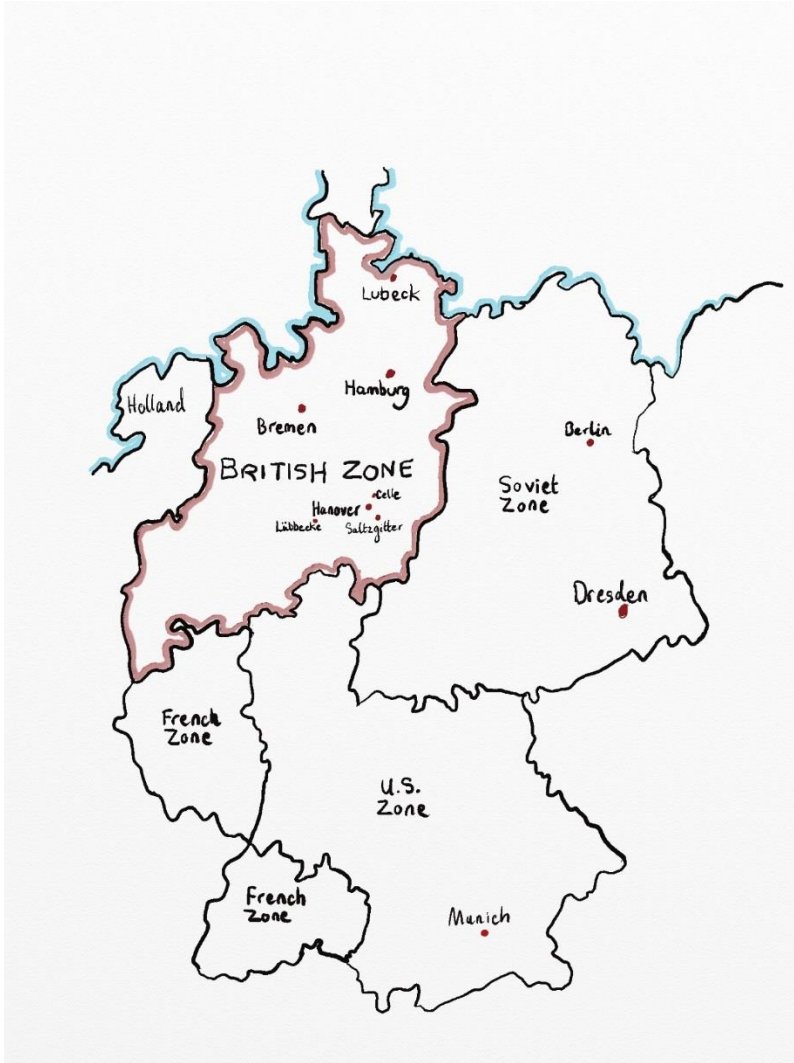 Lubeck
Hamburg
Holland
Bremen
Berlin
BRITISH ZONE
Celle
Soviet
Zone
Hanover
Lübbecke
Saltzgitter
Dresden
French
Zone
U.S.
Zone
French
Zone
Munich